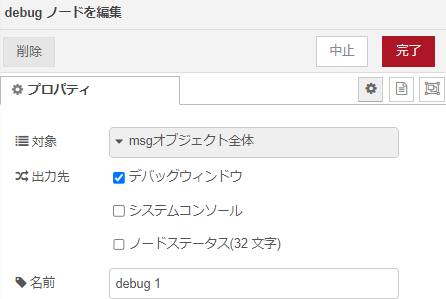 debug ノードを編集
削除
中止
完了
プロパティ
対象
msgオブジェクト全体
出力先
デバッグウィンドウ
システムコンソール
ノードステータス(32 文字)
名前
debug 1